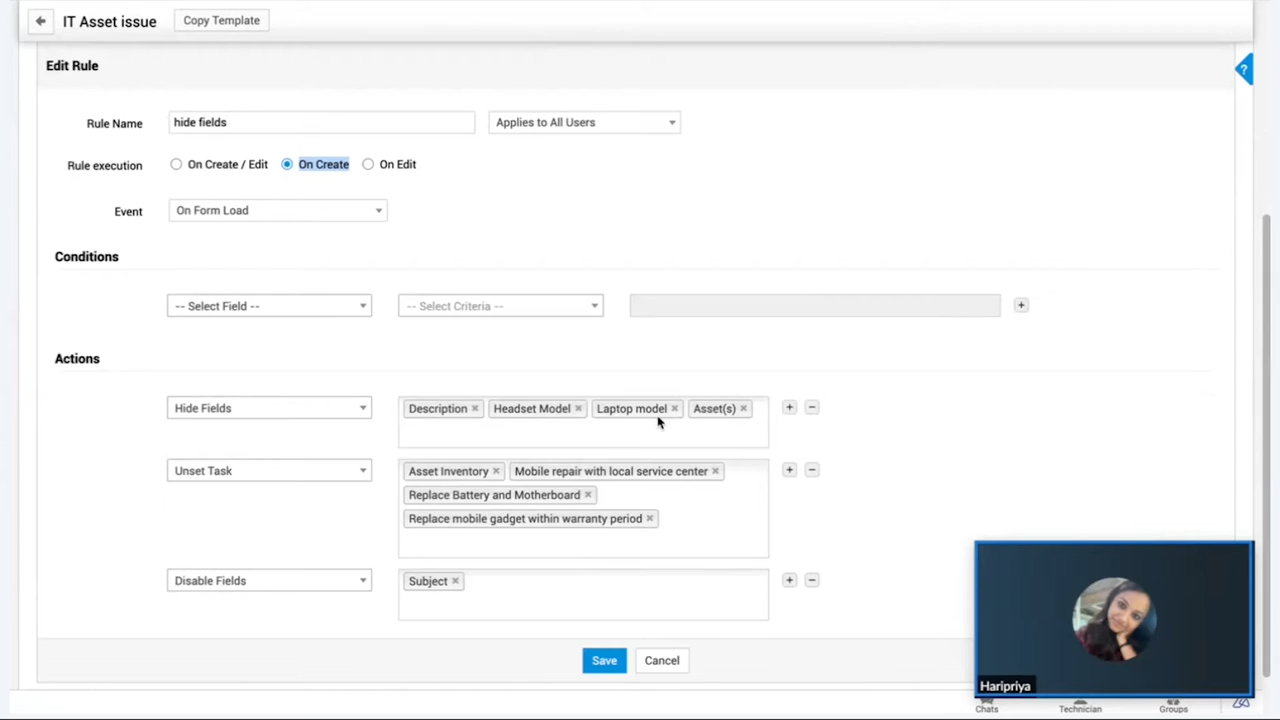 IT Asset issue Copy Template
Edit Rule
?
Rule Name hide fields Applies to All Users
Rule execution On Create / Edit On Create On Edit
Event On Form Load
Conditions
-- Select Field -- -- Select Criteria --
Actions
Hide Fields Description Headset Model Laptop model Asset(s)
Unset Task Asset Inventory Mobile repair with local service center
Replace Battery and Motherboard
Replace mobile gadget within warranty period
Disable Fields Subject
Save Cancel
Haripriya
Chats Technician Groups